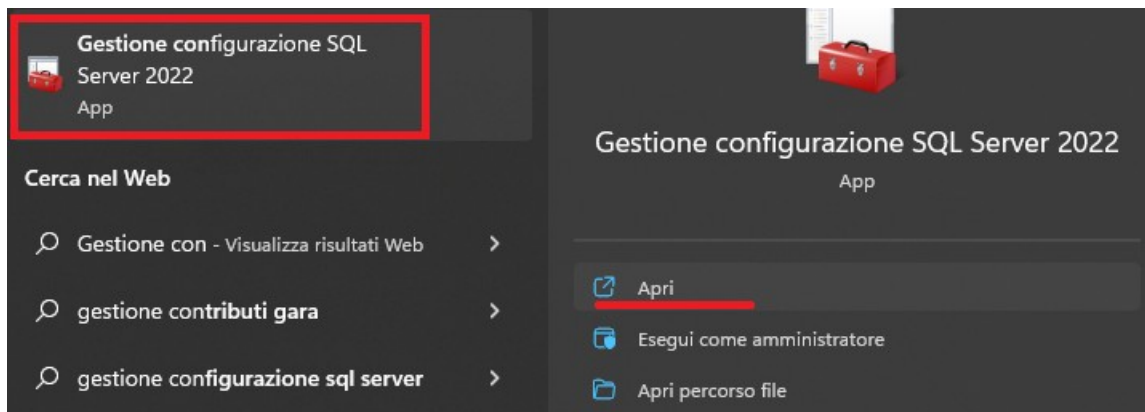 Gestione configurazione SQL
Server 2022
App
Cerca nel Web
Gestione con - Visualizza risultati Web
gestione contributi gara
gestione configurazione sql server
Gestione configurazione SQL Server 2022
App
Apri
Esegui come amministratore
Apri percorso file